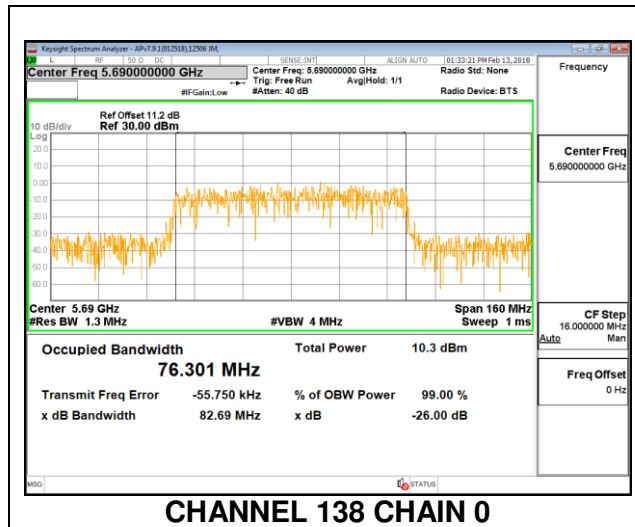 Keysight Spectrum Analyzer - APv7.9.1(012518),12506 JM,
L RF 50 Ω DC SENSE:INT ALIGN AUTO 01:33:21 PM Feb 13, 2018
Center Freq 5.690000000 GHz
Center Freq: 5.690000000 GHz Radio Std: None
Trig: Free Run Avg|Hold: 1/1
#IFGain:Low #Atten: 40 dB Radio Device: BTS
Frequency
Ref Offset 11.2 dB
10 dB/div Ref 30.00 dBm
Log
20.0
10.0
0.00
-10.0
-20.0
-30.0
-40.0
-50.0
-60.0
Center 5.69 GHz Span 160 MHz
#Res BW 1.3 MHz #VBW 4 MHz Sweep 1 ms
Center Freq
5.690000000 GHz
CF Step
16.000000 MHz
Auto Man
Freq Offset
0 Hz
Occupied Bandwidth Total Power 10.3 dBm
76.301 MHz
Transmit Freq Error -55.750 kHz % of OBW Power 99.00 %
x dB Bandwidth 82.69 MHz x dB -26.00 dB
MSG STATUS
CHANNEL 138 CHAIN 0